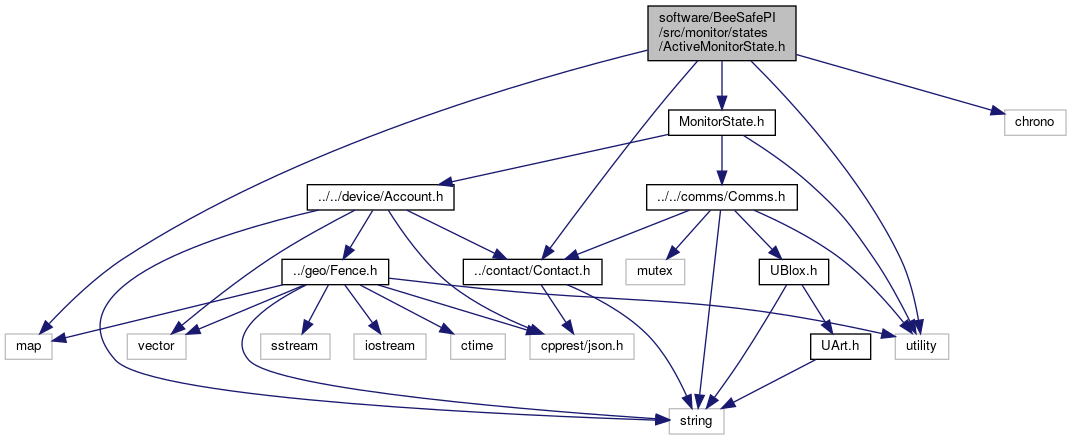 software/BeeSafePI
/src/monitor/states
/ActiveMonitorState.h
chrono
MonitorState.h
../../device/Account.h
../../comms/Comms.h
../geo/Fence.h
../contact/Contact.h
mutex
UBlox.h
map
vector
sstream
iostream
ctime
cpprest/json.h
UArt.h
utility
string